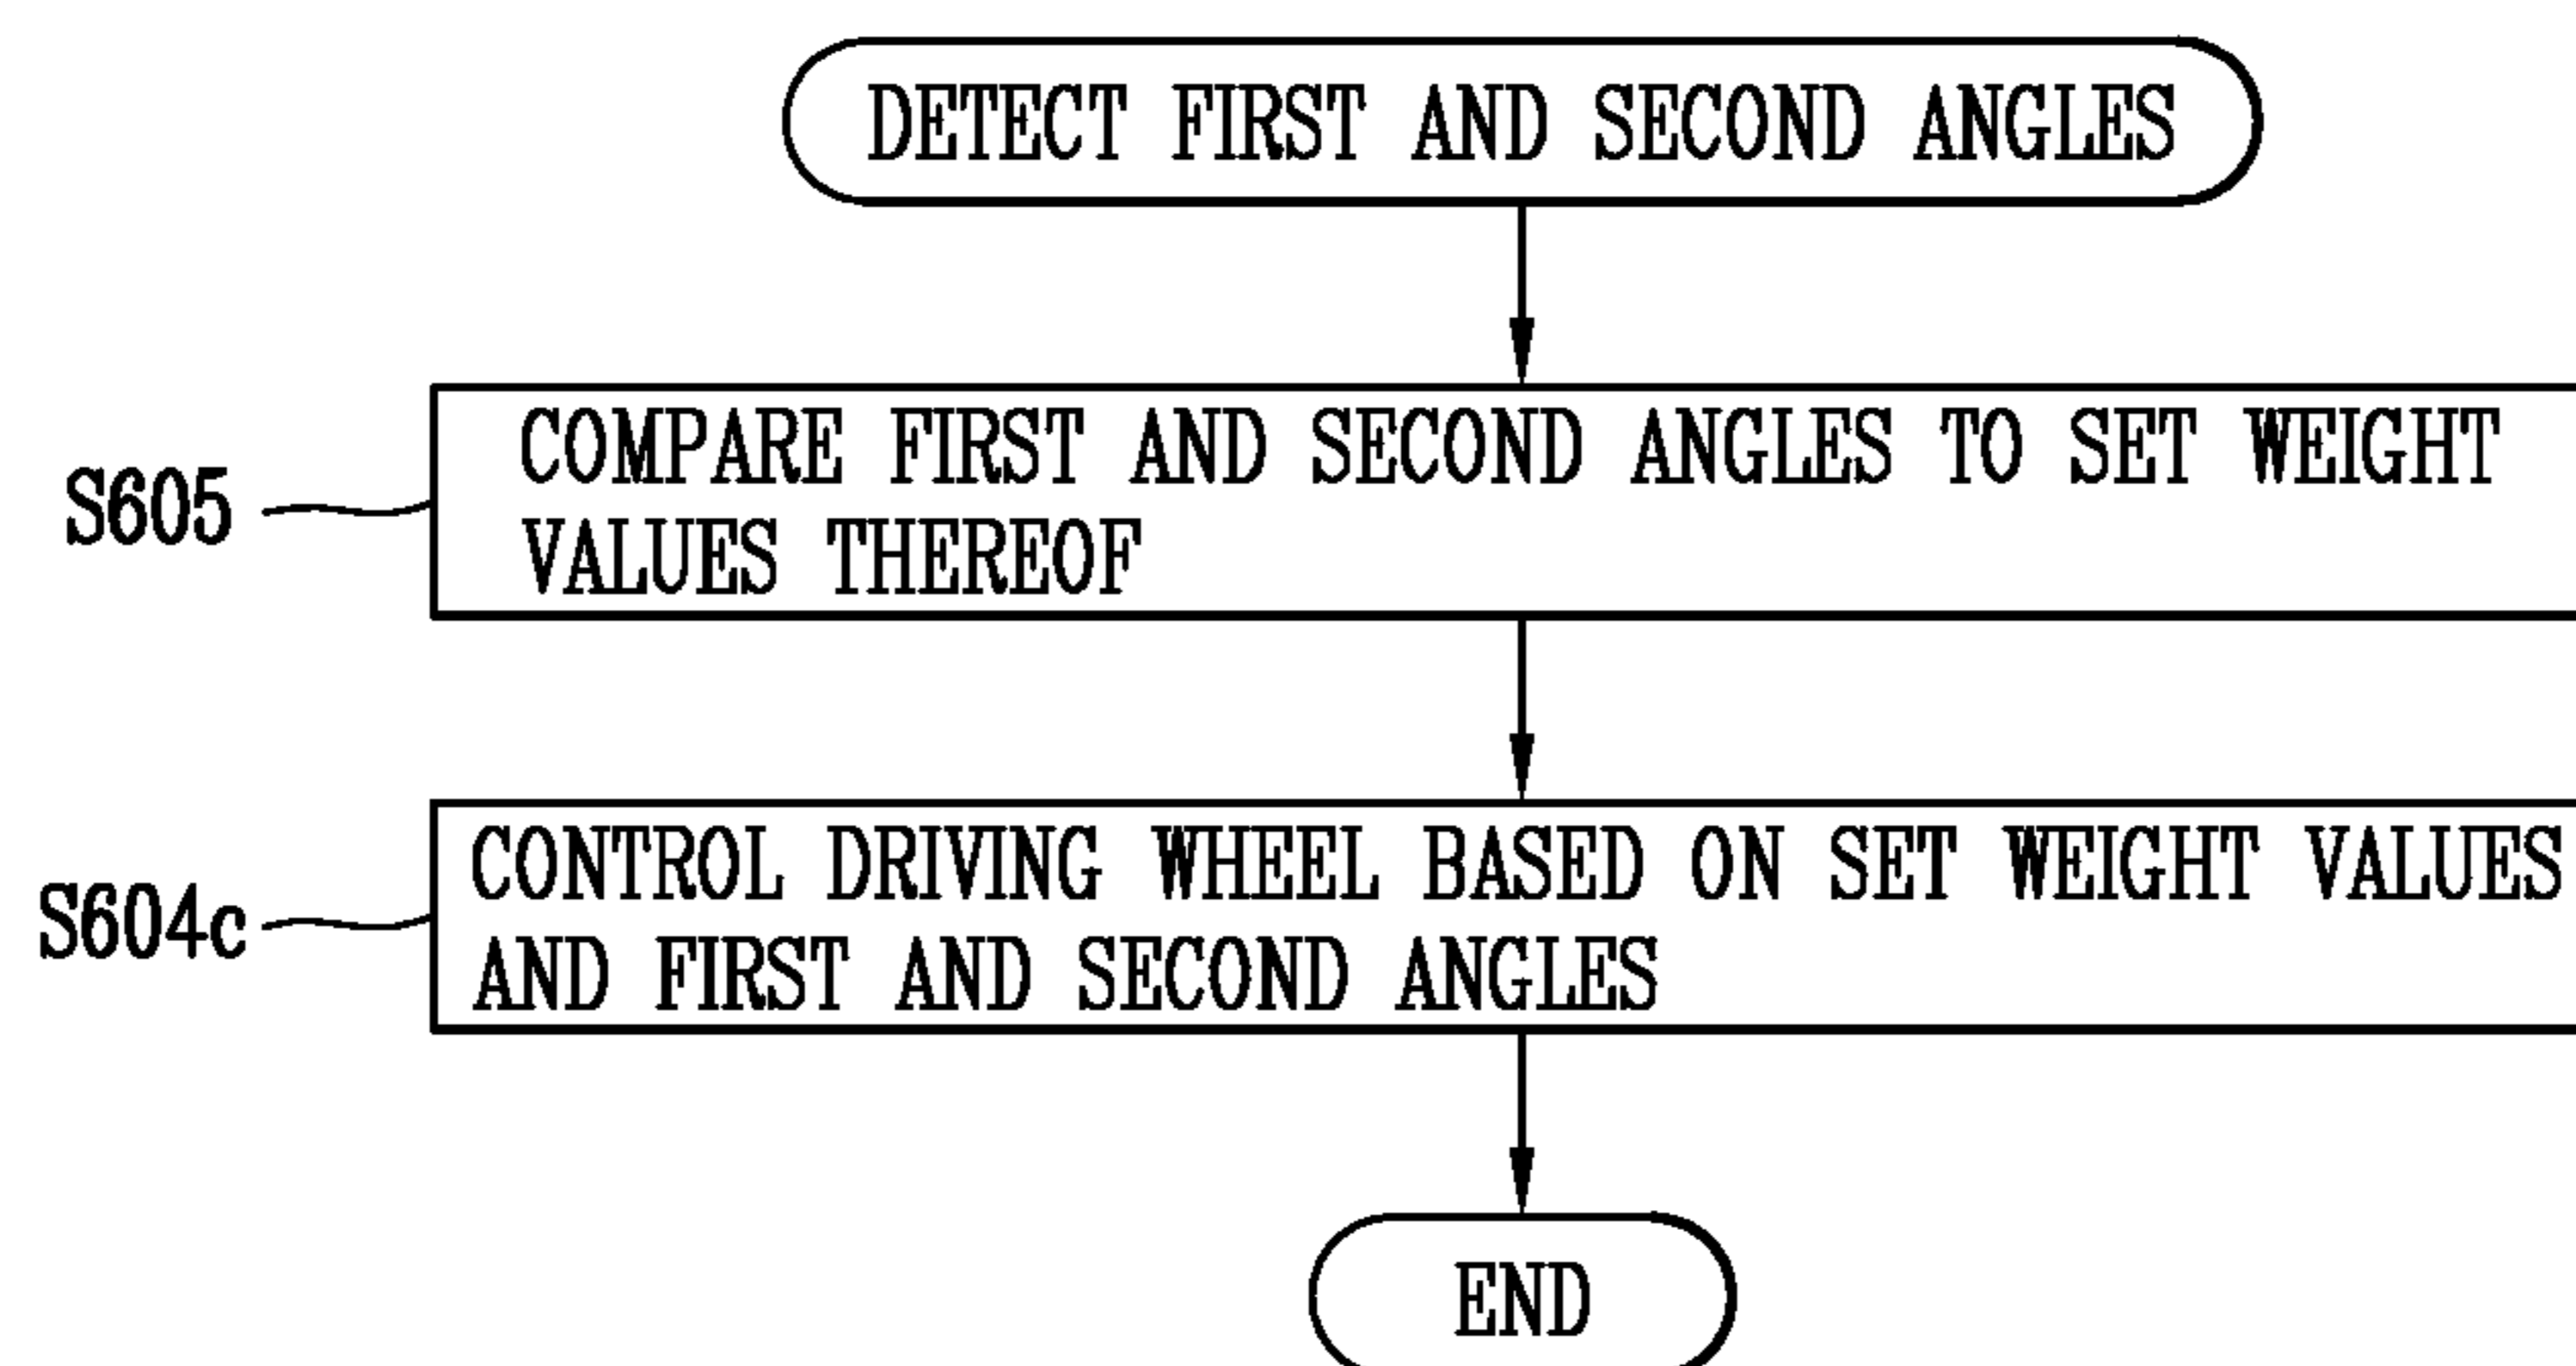 DETECT FIRST AND SECOND ANGLES
S605
COMPARE FIRST AND SECOND ANGLES TO SET WEIGHT
VALUES THEREOF
S604c
CONTROL DRIVING WHEEL BASED ON SET WEIGHT VALUES
AND FIRST AND SECOND ANGLES
END